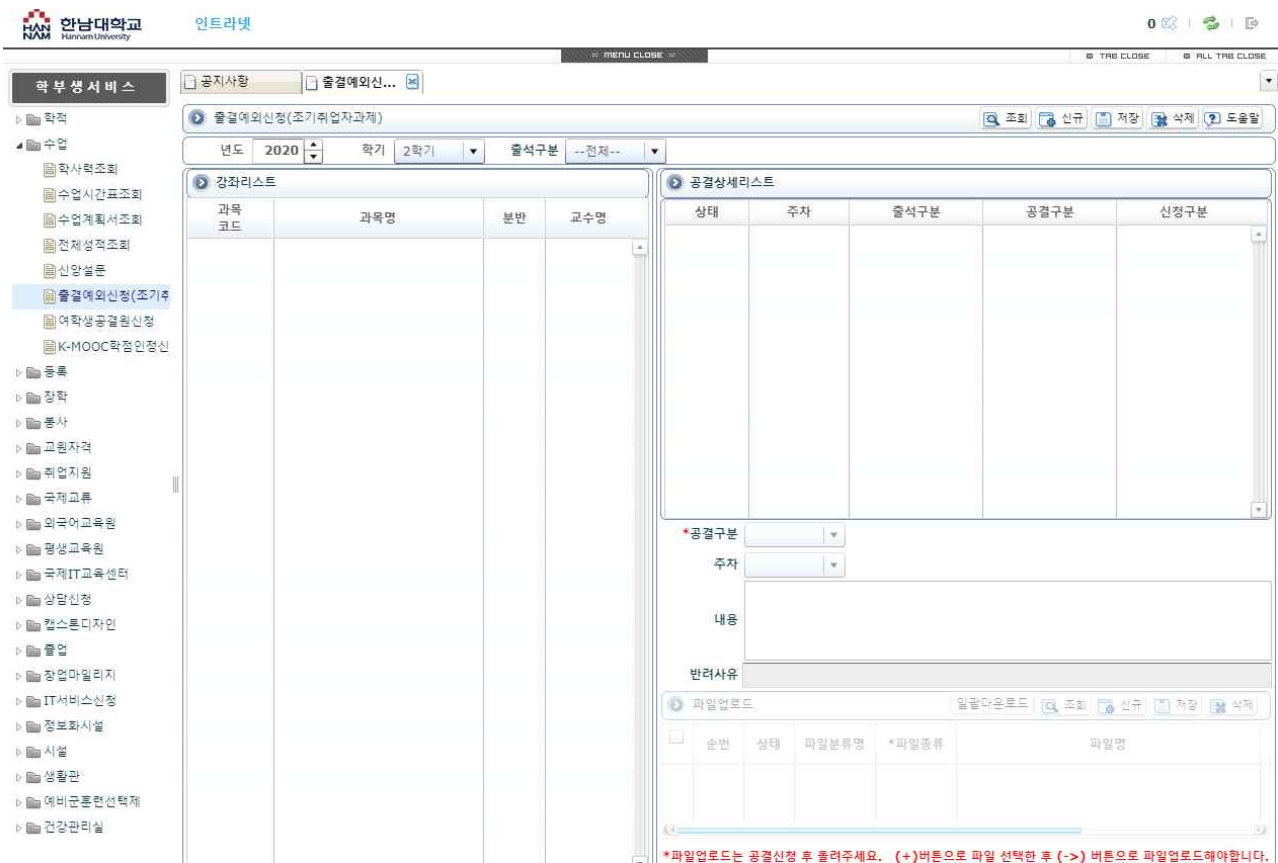 HAN NAM 한남대학교 인트라넷 0
Hannam University
MENU CLOSE TAB CLOSE ALL TAB CLOSE
학부생서비스
공지사항 출결예외신...
출결예외신청(조기취업자과제) 조회 신규 저장 삭제 도움말
년도 2020 학기 2학기 출석구분 --전체--
학적
수업
학사력조회
수업시간표조회
수업계획서조회
전체성적조회
신앙설문
출결예외신청(조기취
여학생공결원신청
K-MOOC학점인정신
등록
장학
봉사
교원자격
취업지원
국제교류
외국어교육원
평생교육원
국제IT교육센터
상담신청
캡스톤디자인
졸업
창업마일리지
IT서비스신청
정보화시설
시설
생활관
예비군훈련선택제
건강관리실
강좌리스트
과목 코드 과목명 분반 교수명
공결상세리스트
상태 주차 출석구분 공결구분 신청구분
*공결구분
주차
내용
반려사유
파일업로드 일괄다운로드 조회 신규 저장 삭제
순번 상태 파일분류명 *파일종류 파일명
*파일업로드는 공결신청 후 올려주세요. (+)버튼으로 파일 선택한 후 (->) 버튼으로 파일업로드해야합니다.